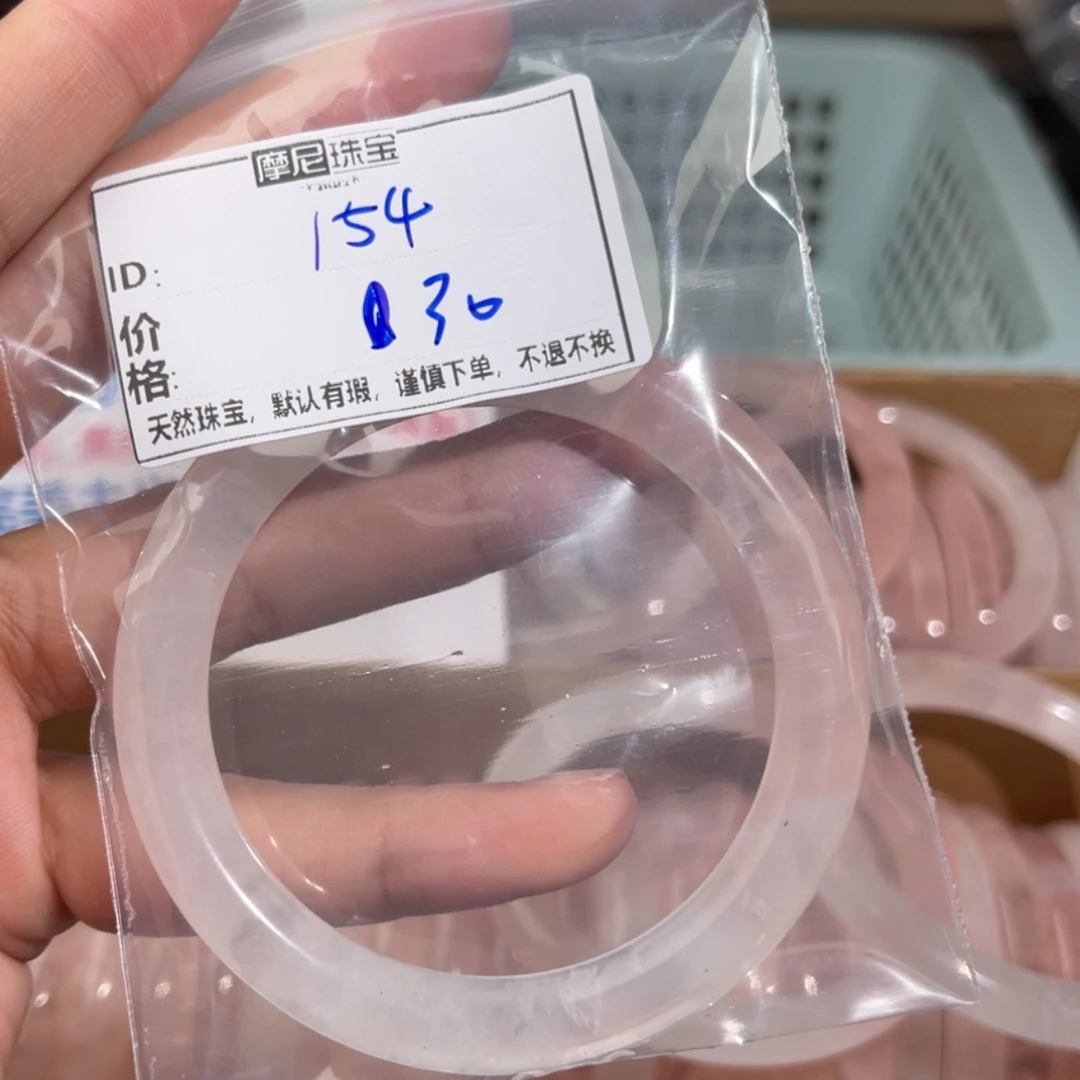 摩尼珠宝
ID: 154
价格: 30
天然珠宝,默认有瑕,谨慎下单,不退不换